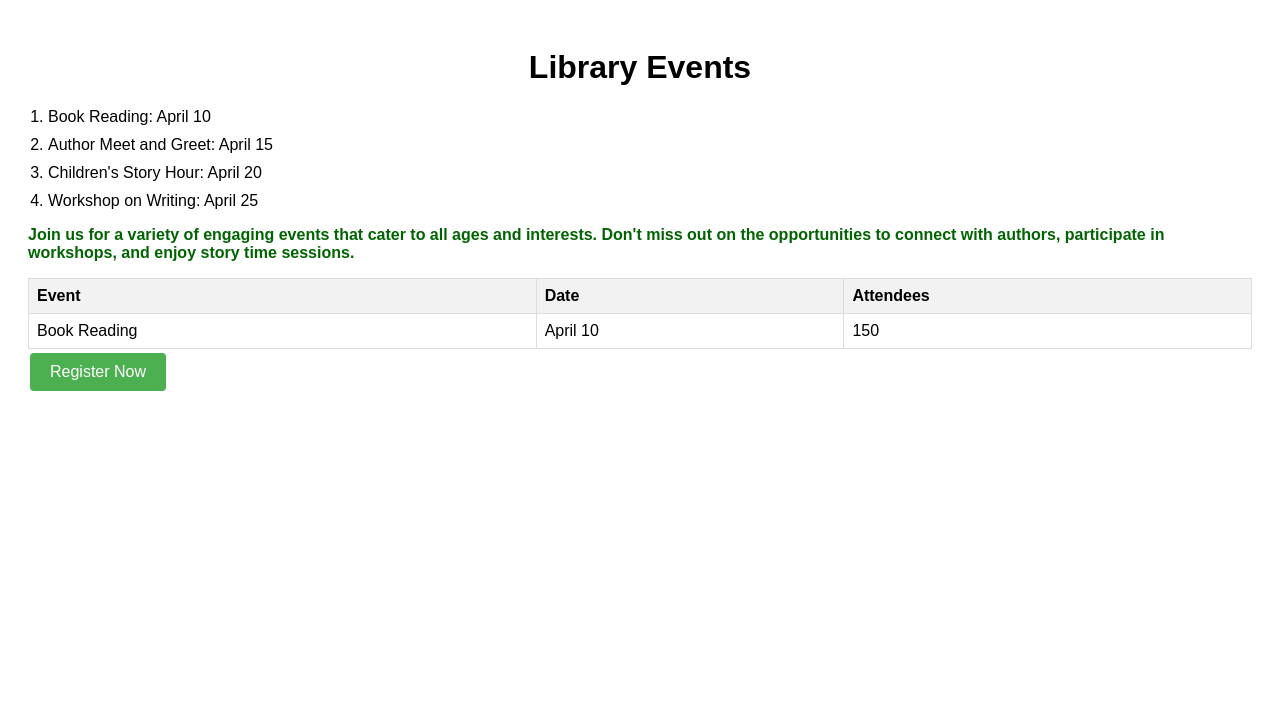 Library Events
1. Book Reading: April 10
2. Author Meet and Greet: April 15
3. Children's Story Hour: April 20
4. Workshop on Writing: April 25
Join us for a variety of engaging events that cater to all ages and interests. Don't miss out on the opportunities to connect with authors, participate in
workshops, and enjoy story time sessions.
Event Date Attendees
Book Reading April 10 150
Register Now